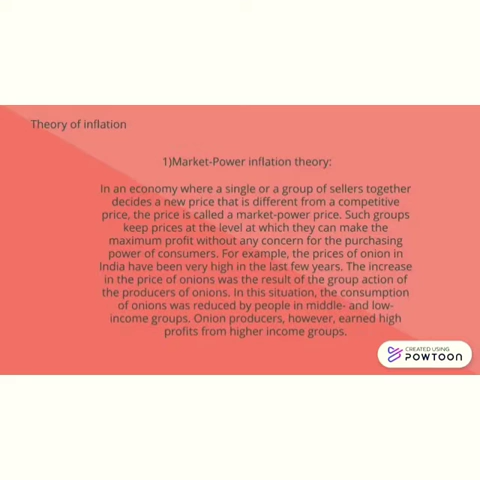 Theory of inflation
1)Market-Power inflation theory:
In an economy where a single or a group of sellers together
decides a new price that is different from a competitive
price, the price is called a market-power price. Such groups
keep prices at the level at which they can make the
maximum profit without any concern for the purchasing
power of consumers. For example, the prices of onion in
India have been very high in the last few years. The increase
in the price of onions was the result of the group action of
the producers of onions. In this situation, the consumption
of onions was reduced by people in middle- and low-
income groups. Onion producers, however, earned high
profits from higher income groups.
CREATED USING
POWTOON